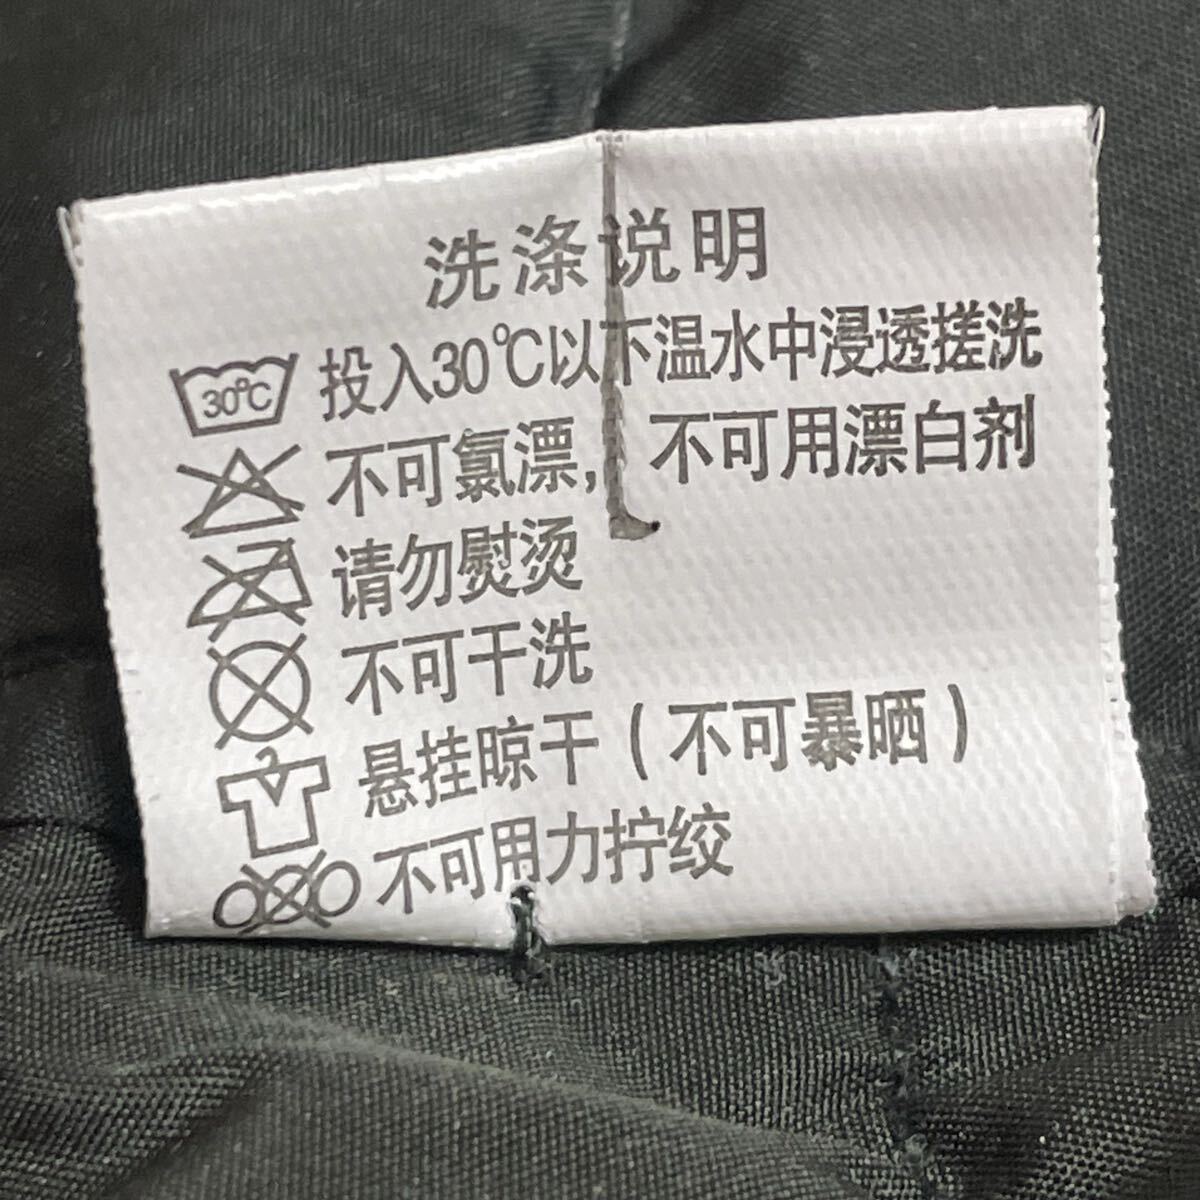 洗涤说明
30℃ 投入30℃以下温水中浸透搓洗
不可氯漂,不可用漂白剂
请勿熨烫
不可干洗
悬挂晾干(不可暴晒)
不可用力拧绞